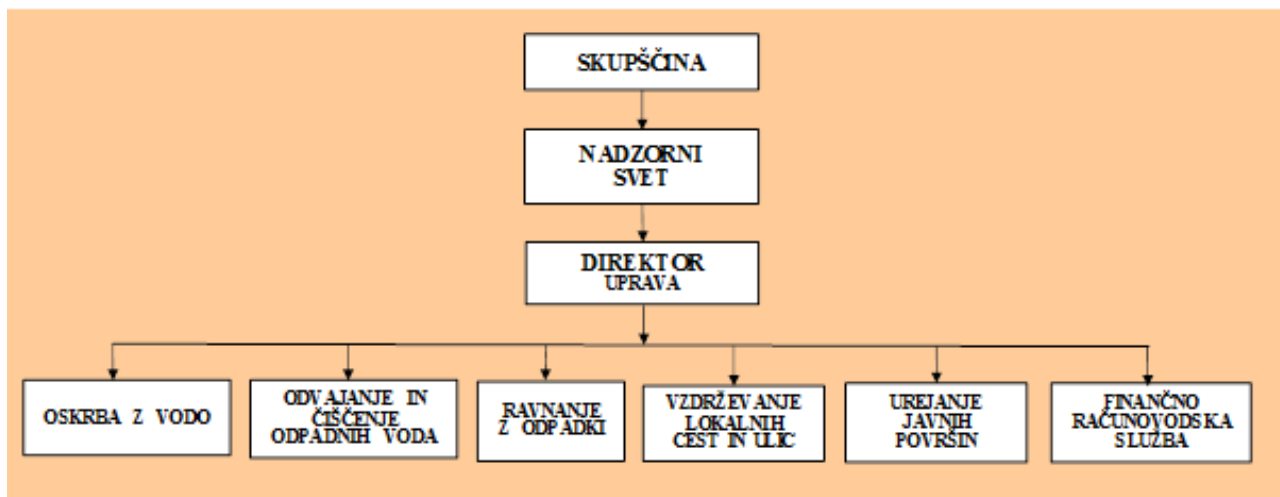 SKUPŠČINA
NADZORNI
SVET
DIREKTOR
UPRAVA
OSKRBA Z VODO
ODVAJANJE IN
ČIŠČENJE
ODPADNIH VODA
RAVNANJE
Z ODPADKI
VZDRŽEVANJE
LOKALNIH
CEST IN ULIC
UREJANJE
JAVNIH
POVRŠIN
FINANČNO
RAČUNOVODSKA
SLUŽBA